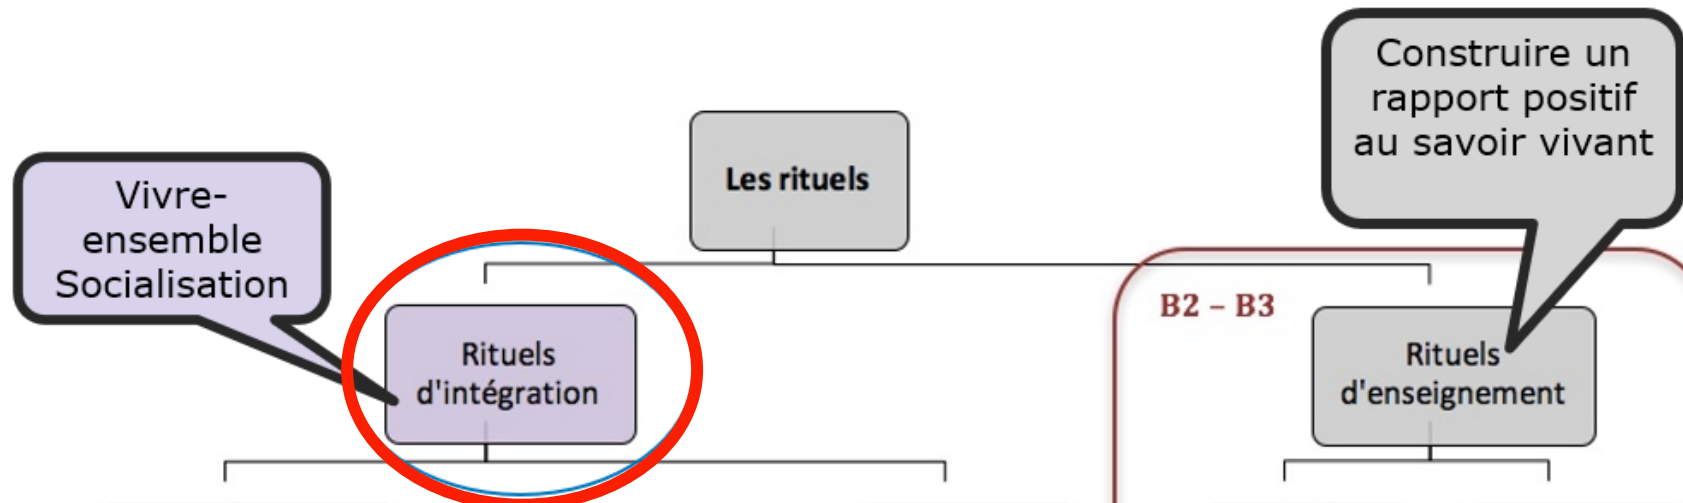 Construire un
rapport positif
au savoir vivant
Les rituels
Vivre-
ensemble
Socialisation
B2 – B3
Rituels
d'intégration
Rituels
d'enseignement